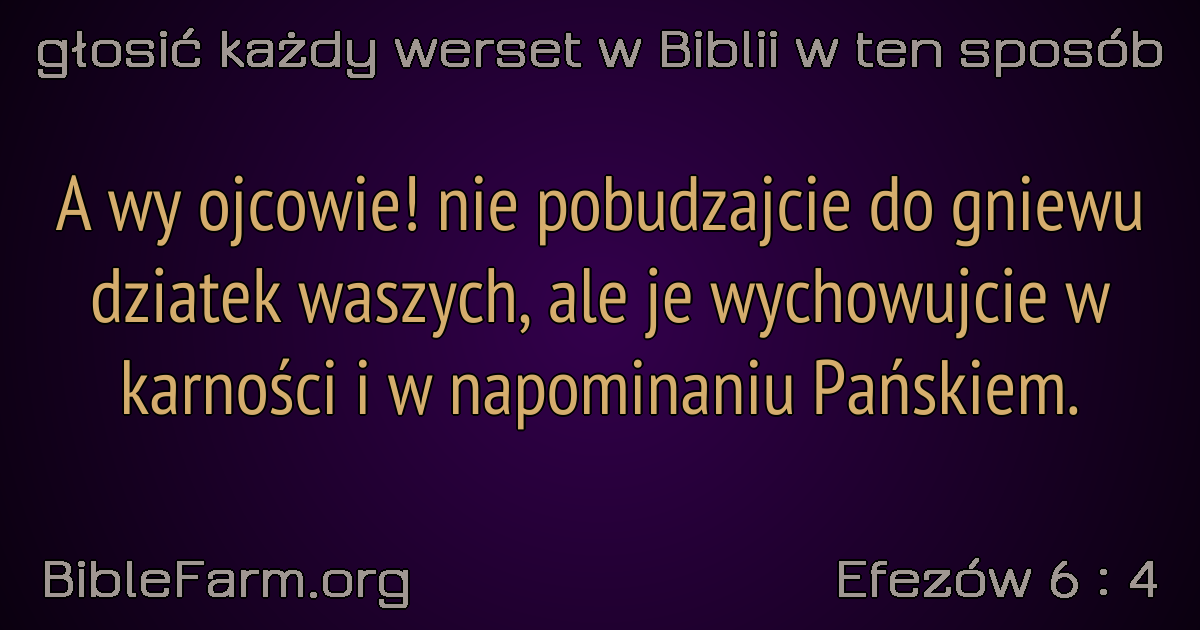 głosić każdy werset w Biblii w ten sposób
A wy ojcowie! nie pobudzajcie do gniewu
dziatek waszych, ale je wychowujcie w
karności i w napominaniu Pańskiem.
BibleFarm.org
Efezów 6 : 4